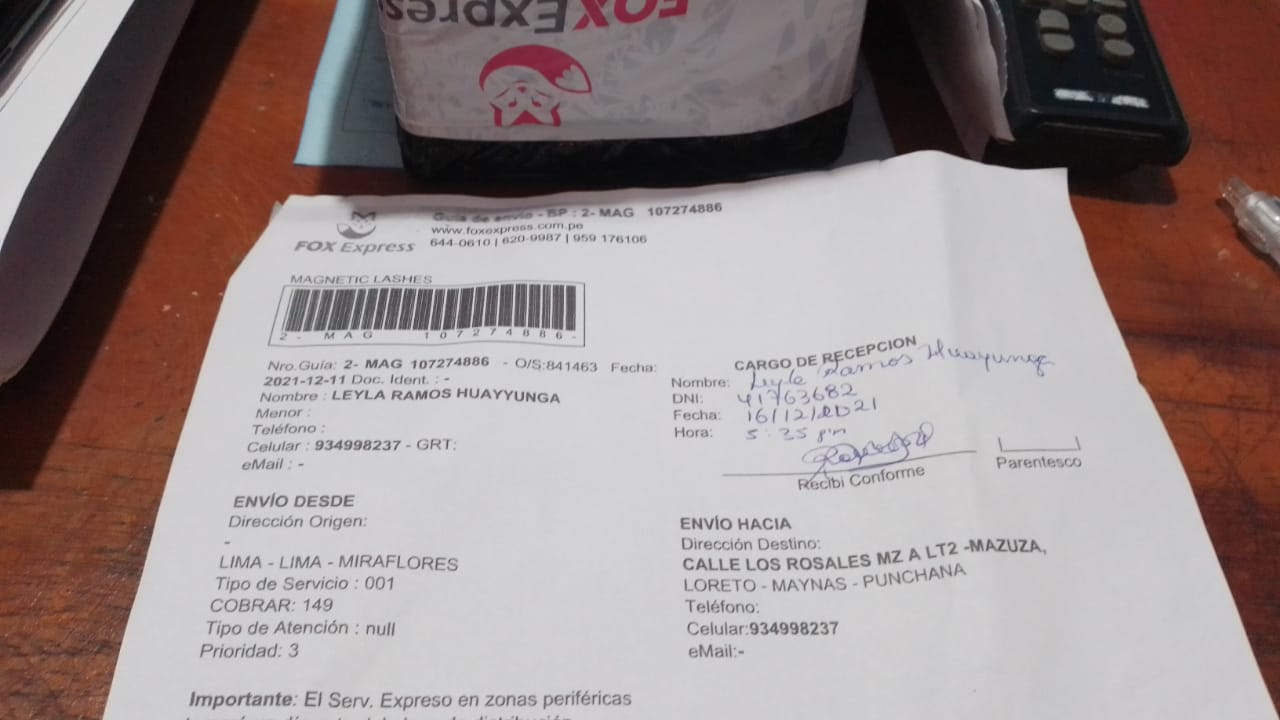 FOXExpres
FOX Express
Guía de envío - BP : 2- MAG 107274886
www.foxexpress.com.pe
644-0610 | 620-9987 | 959 176106
MAGNETIC LASHES
2- MAG 107274886-
Nro.Guía: 2- MAG 107274886 - O/S:841463 Fecha:
2021-12-11 Doc. Ident. : -
Nombre : LEYLA RAMOS HUAYYUNGA
Menor :
Teléfono :
Celular : 934998237 - GRT:
eMail : -
CARGO DE RECEPCION
Nombre: Leyla Ramos Huayunga
DNI: 41763682
Fecha: 16/12/2021
Hora: 5:35 pm
Recibi Conforme
Parentesco
ENVÍO DESDE
Dirección Origen:
-
LIMA - LIMA - MIRAFLORES
Tipo de Servicio : 001
COBRAR: 149
Tipo de Atención : null
Prioridad: 3
ENVÍO HACIA
Dirección Destino:
CALLE LOS ROSALES MZ A LT2 -MAZUZA,
LORETO - MAYNAS - PUNCHANA
Teléfono:
Celular:934998237
eMail:-
Importante: El Serv. Expreso en zonas periféricas